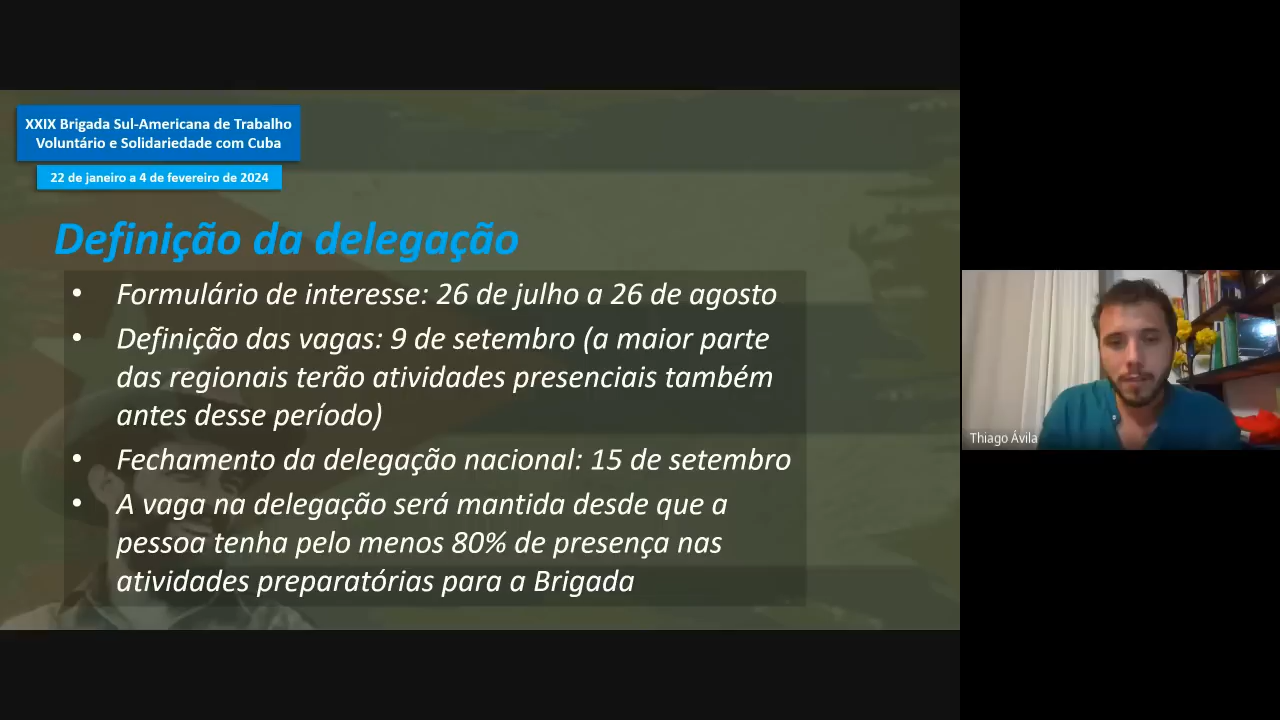 XXIX Brigada Sul-Americana de Trabalho
Voluntário e Solidariedade com Cuba
22 de janeiro a 4 de fevereiro de 2024
Definição da delegação
• Formulário de interesse: 26 de julho a 26 de agosto
• Definição das vagas: 9 de setembro (a maior parte
das regionais terão atividades presenciais também
antes desse período)
• Fechamento da delegação nacional: 15 de setembro
• A vaga na delegação será mantida desde que a
pessoa tenha pelo menos 80% de presença nas
atividades preparatórias para a Brigada
Thiago Ávila